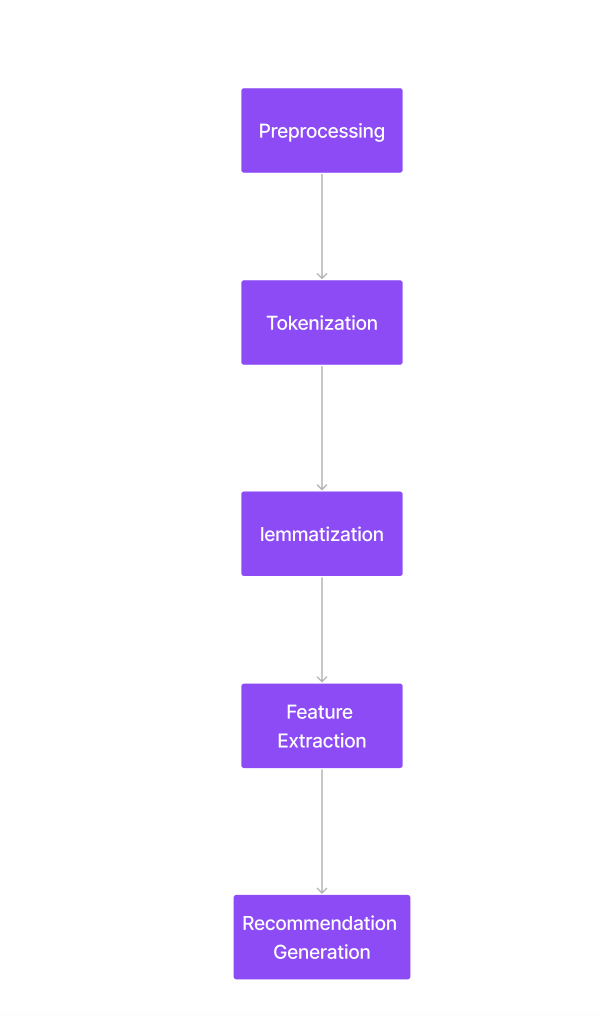 Preprocessing
Tokenization
lemmatization
Feature
Extraction
Recommendation
Generation